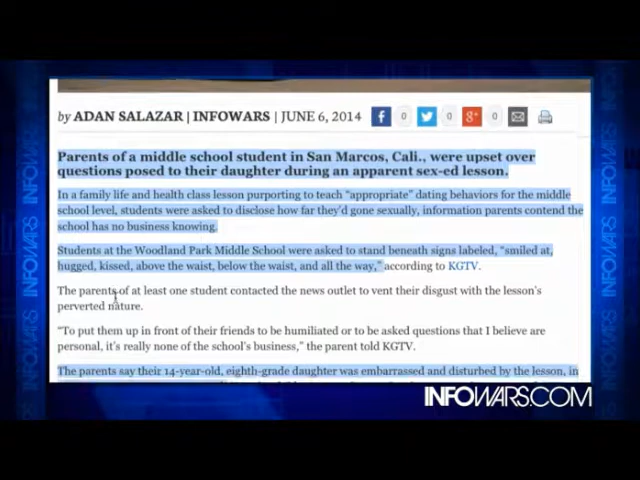 by ADAN SALAZAR | INFOWARS | JUNE 6, 2014 0 0 0
Parents of a middle school student in San Marcos, Cali., were upset over
questions posed to their daughter during an apparent sex-ed lesson.
In a family life and health class lesson purporting to teach “appropriate” dating behaviors for the middle
school level, students were asked to disclose how far they’d gone sexually, information parents contend the
school has no business knowing.
Students at the Woodland Park Middle School were asked to stand beneath signs labeled, “smiled at,
hugged, kissed, above the waist, below the waist, and all the way,” according to KGTV.
The parents of at least one student contacted the news outlet to vent their disgust with the lesson’s
perverted nature.
“To put them up in front of their friends to be humiliated or to be asked questions that I believe are
personal, it’s really none of the school’s business,” the parent told KGTV.
The parents say their 14-year-old, eighth-grade daughter was embarrassed and disturbed by the lesson, in
INFOWARS.COM
INFOWARS
INFOWARS
INFOWARS
INFOWARS